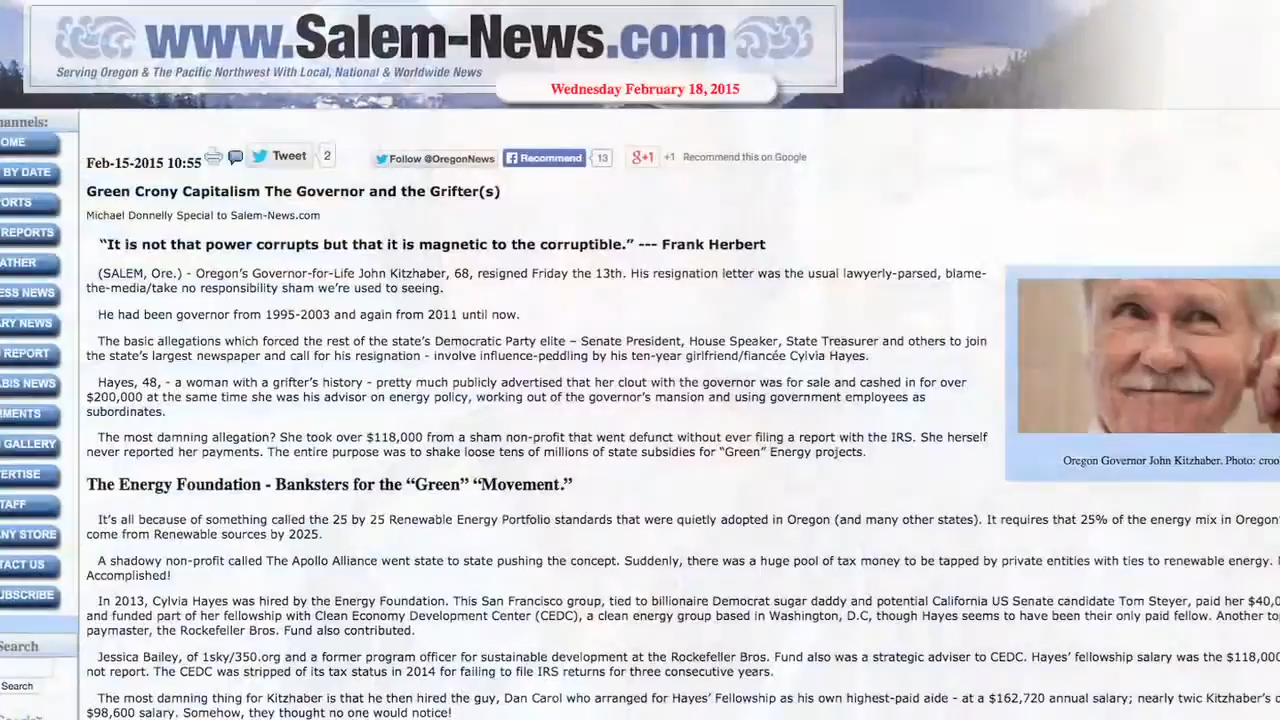 www.Salem-News.com
Serving Oregon & The Pacific Northwest With Local, National & Worldwide News
Wednesday February 18, 2015
hannels:
OME
BY DATE
ORTS
REPORTS
ATHER
ESS NEWS
ARY NEWS
REPORT
BIS NEWS
MENTS
GALLERY
ERTISE
TAFF
NY STORE
TACT US
UBSCRIBE
Search
Search
Feb-15-2015 10:55
Tweet 2
Follow @OregonNews
Recommend 13
g+1 +1 Recommend this on Google
Green Crony Capitalism The Governor and the Grifter(s)
Michael Donnelly Special to Salem-News.com
“It is not that power corrupts but that it is magnetic to the corruptible.” --- Frank Herbert
(SALEM, Ore.) - Oregon’s Governor-for-Life John Kitzhaber, 68, resigned Friday the 13th. His resignation letter was the usual lawyerly-parsed, blame-
the-media/take no responsibility sham we’re used to seeing.
He had been governor from 1995-2003 and again from 2011 until now.
The basic allegations which forced the rest of the state’s Democratic Party elite – Senate President, House Speaker, State Treasurer and others to join
the state’s largest newspaper and call for his resignation - involve influence-peddling by his ten-year girlfriend/fiancée Cylvia Hayes.
Hayes, 48, - a woman with a grifter’s history - pretty much publicly advertised that her clout with the governor was for sale and cashed in for over
$200,000 at the same time she was his advisor on energy policy, working out of the governor’s mansion and using government employees as
subordinates.
The most damning allegation? She took over $118,000 from a sham non-profit that went defunct without ever filing a report with the IRS. She herself
never reported her payments. The entire purpose was to shake loose tens of millions of state subsidies for “Green” Energy projects.
Oregon Governor John Kitzhaber. Photo: croo
The Energy Foundation - Banksters for the “Green” “Movement.”
It’s all because of something called the 25 by 25 Renewable Energy Portfolio standards that were quietly adopted in Oregon (and many other states). It requires that 25% of the energy mix in Oregon
come from Renewable sources by 2025.
A shadowy non-profit called The Apollo Alliance went state to state pushing the concept. Suddenly, there was a huge pool of tax money to be tapped by private entities with ties to renewable energy.
Accomplished!
In 2013, Cylvia Hayes was hired by the Energy Foundation. This San Francisco group, tied to billionaire Democrat sugar daddy and potential California US Senate candidate Tom Steyer, paid her $40,0
and funded part of her fellowship with Clean Economy Development Center (CEDC), a clean energy group based in Washington, D.C, though Hayes seems to have been their only paid fellow. Another to
paymaster, the Rockefeller Bros. Fund also contributed.
Jessica Bailey, of 1sky/350.org and a former program officer for sustainable development at the Rockefeller Bros. Fund also was a strategic adviser to CEDC. Hayes’ fellowship salary was the $118,000
not report. The CEDC was stripped of its tax status in 2014 for failing to file IRS returns for three consecutive years.
The most damning thing for Kitzhaber is that he then hired the guy, Dan Carol who arranged for Hayes’ Fellowship as his own highest-paid aide - at a $162,720 annual salary; nearly twic Kitzhaber’s
$98,600 salary. Somehow, they thought no one would notice!